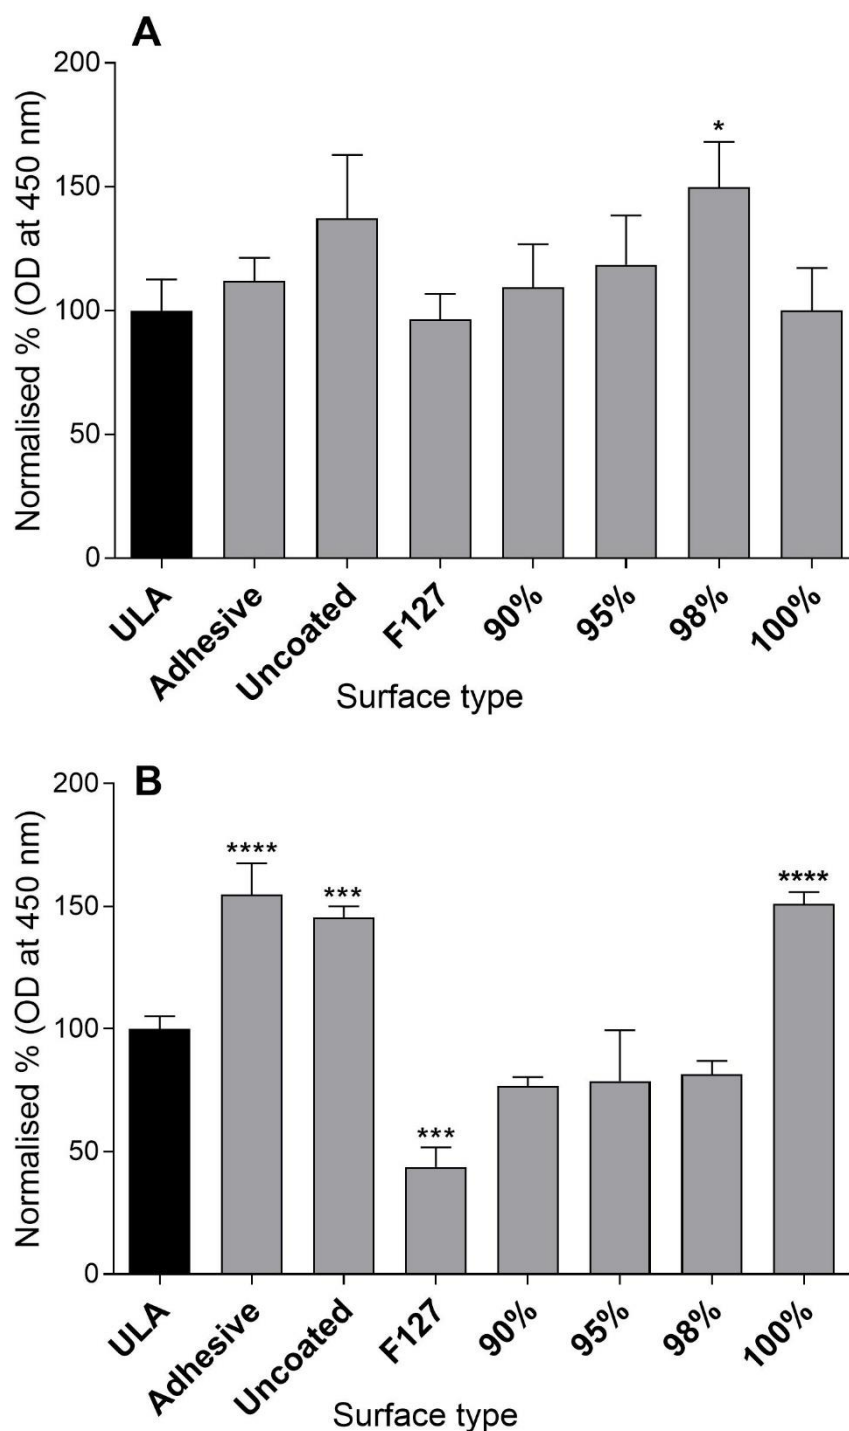 A
Normalised % (OD at 450 nm)
200
150
100
50
0
*
ULA
Adhesive
Uncoated
F127
90%
95%
98%
100%
Surface type
B
Normalised % (OD at 450 nm)
200
150
100
50
0
****
***
***
****
ULA
Adhesive
Uncoated
F127
90%
95%
98%
100%
Surface type